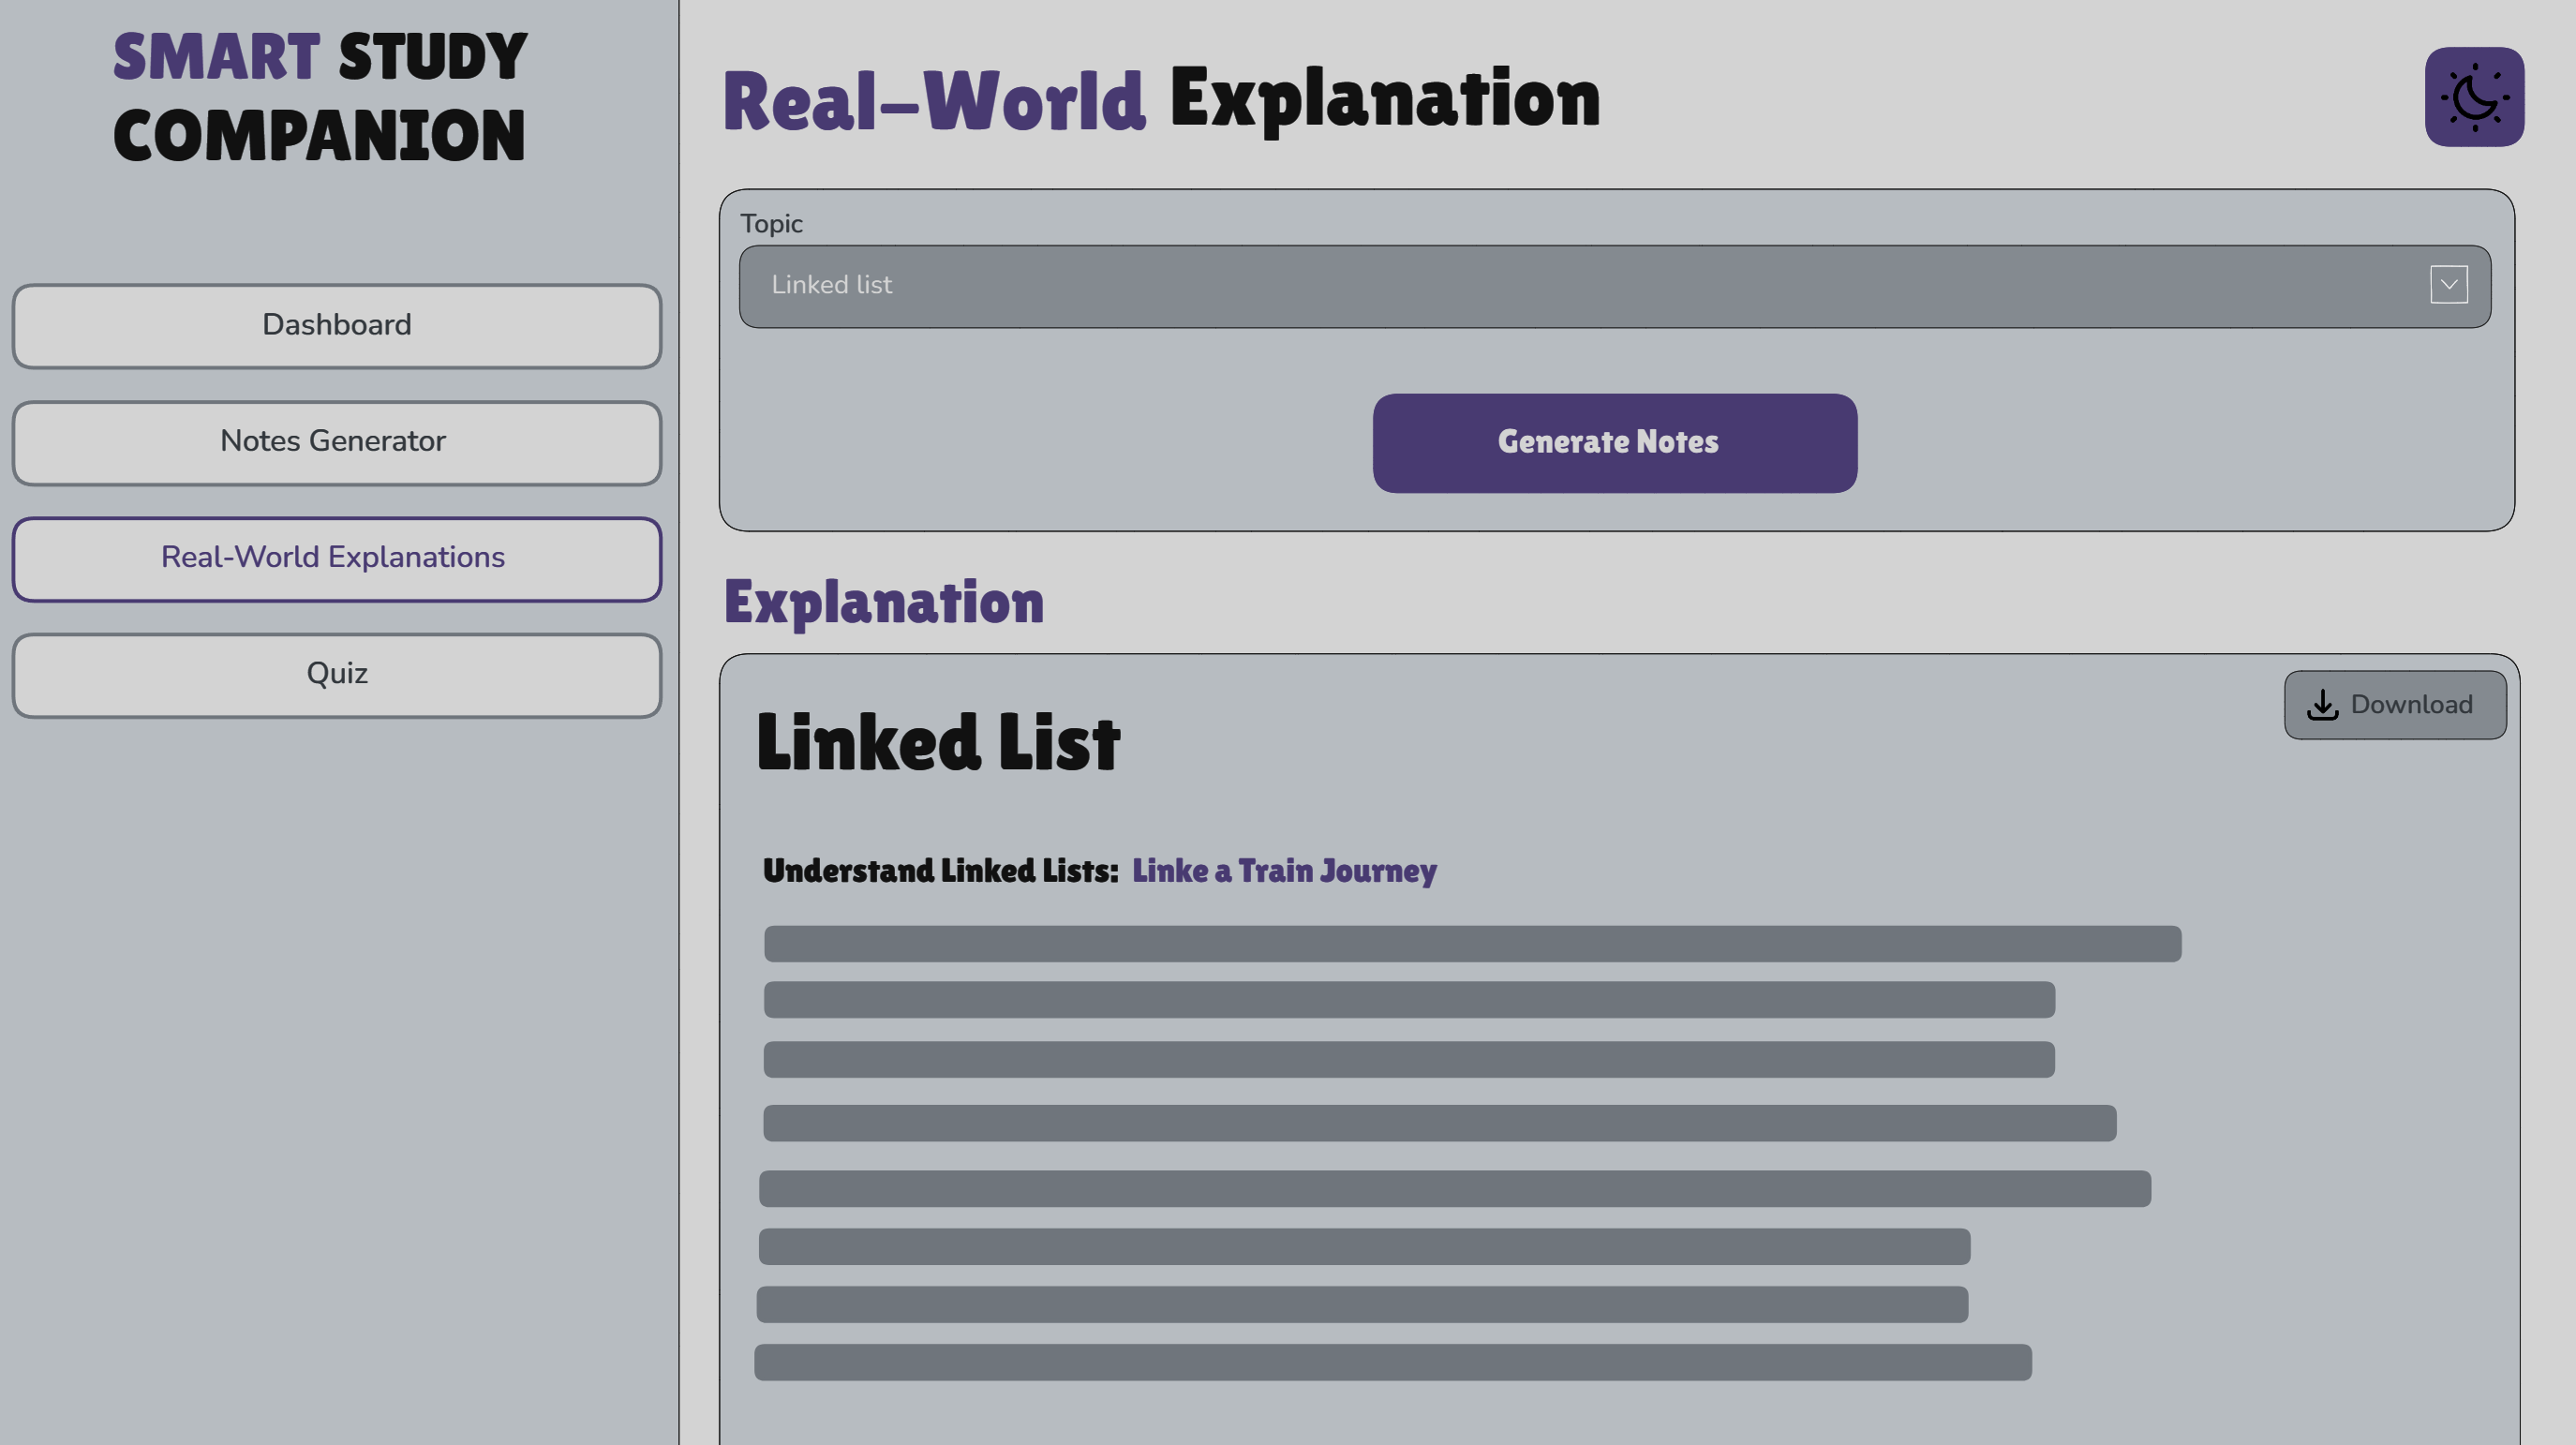 SMART STUDY
COMPANION
Dashboard
Notes Generator
Real-World Explanations
Quiz
Real-World Explanation
Topic
Linked list
Generate Notes
Explanation
Download
Linked List
Understand Linked Lists: Linke a Train Journey